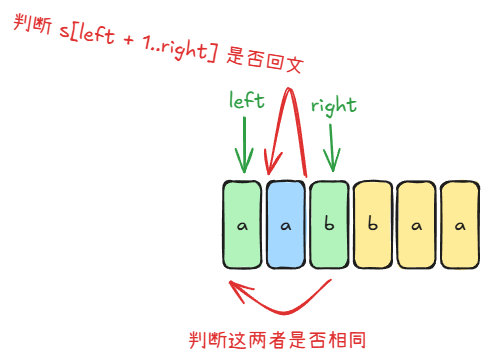 判断 s[left + 1..right] 是否回文
left
right
a a b b a a
判断这两者是否相同